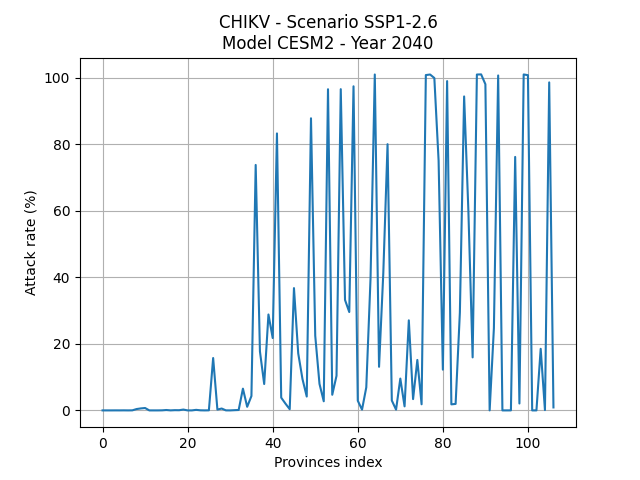 CHIKV - Scenario SSP1-2.6
Model CESM2 - Year 2040
Attack rate (%)
100
80
60
40
20
0
0 20 40 60 80 100
Provinces index